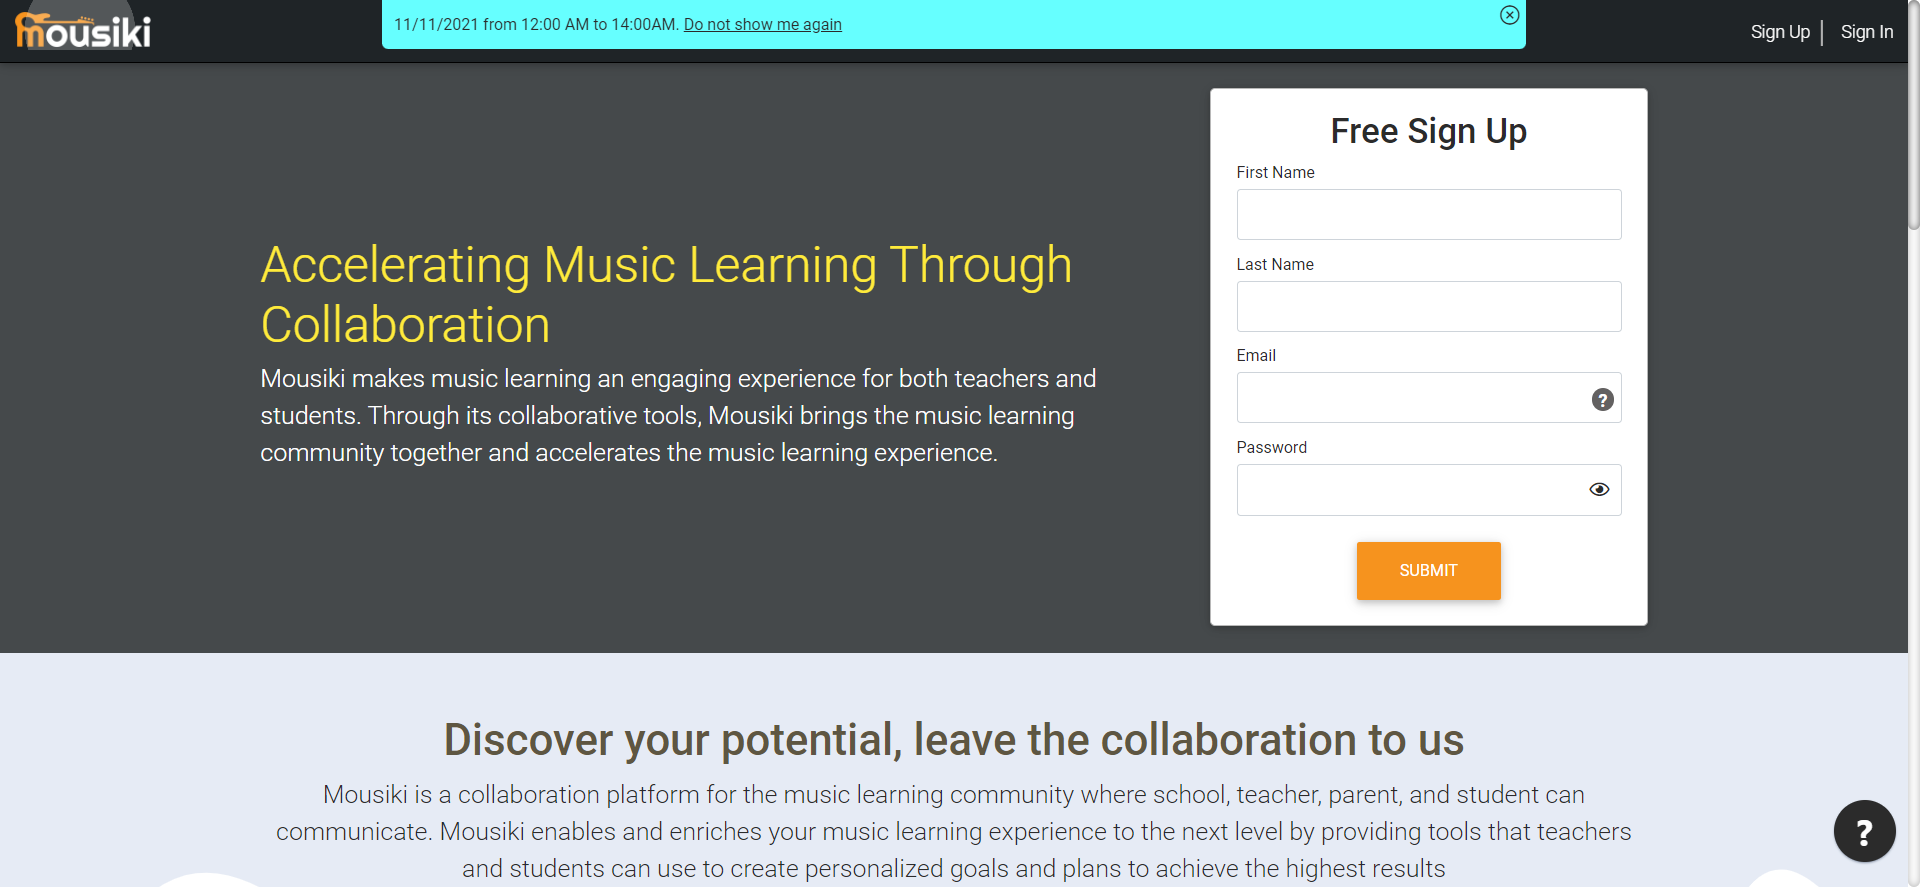 mousiki
11/11/2021 from 12:00 AM to 14:00AM. Do not show me again
Sign Up
Sign In
Accelerating Music Learning Through
Collaboration
Mousiki makes music learning an engaging experience for both teachers and
students. Through its collaborative tools, Mousiki brings the music learning
community together and accelerates the music learning experience.
Free Sign Up
First Name
Last Name
Email
?
Password
SUBMIT
Discover your potential, leave the collaboration to us
Mousiki is a collaboration platform for the music learning community where school, teacher, parent, and student can
communicate. Mousiki enables and enriches your music learning experience to the next level by providing tools that teachers
and students can use to create personalized goals and plans to achieve the highest results
?